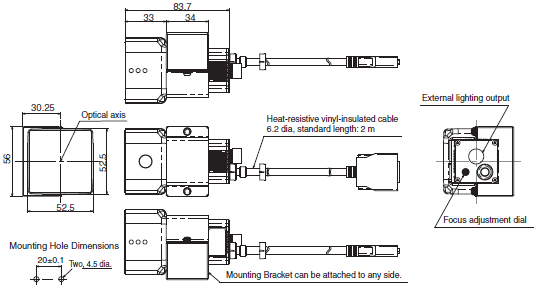 83.7
33
34
30.25
Optical axis
56
52.5
52.5
Heat-resistive vinyl-insulated cable
6.2 dia, standard length: 2 m
External lighting output
Focus adjustment dial
Mounting Hole Dimensions
20±0.1
Two, 4.5 dia.
Mounting Bracket can be attached to any side.